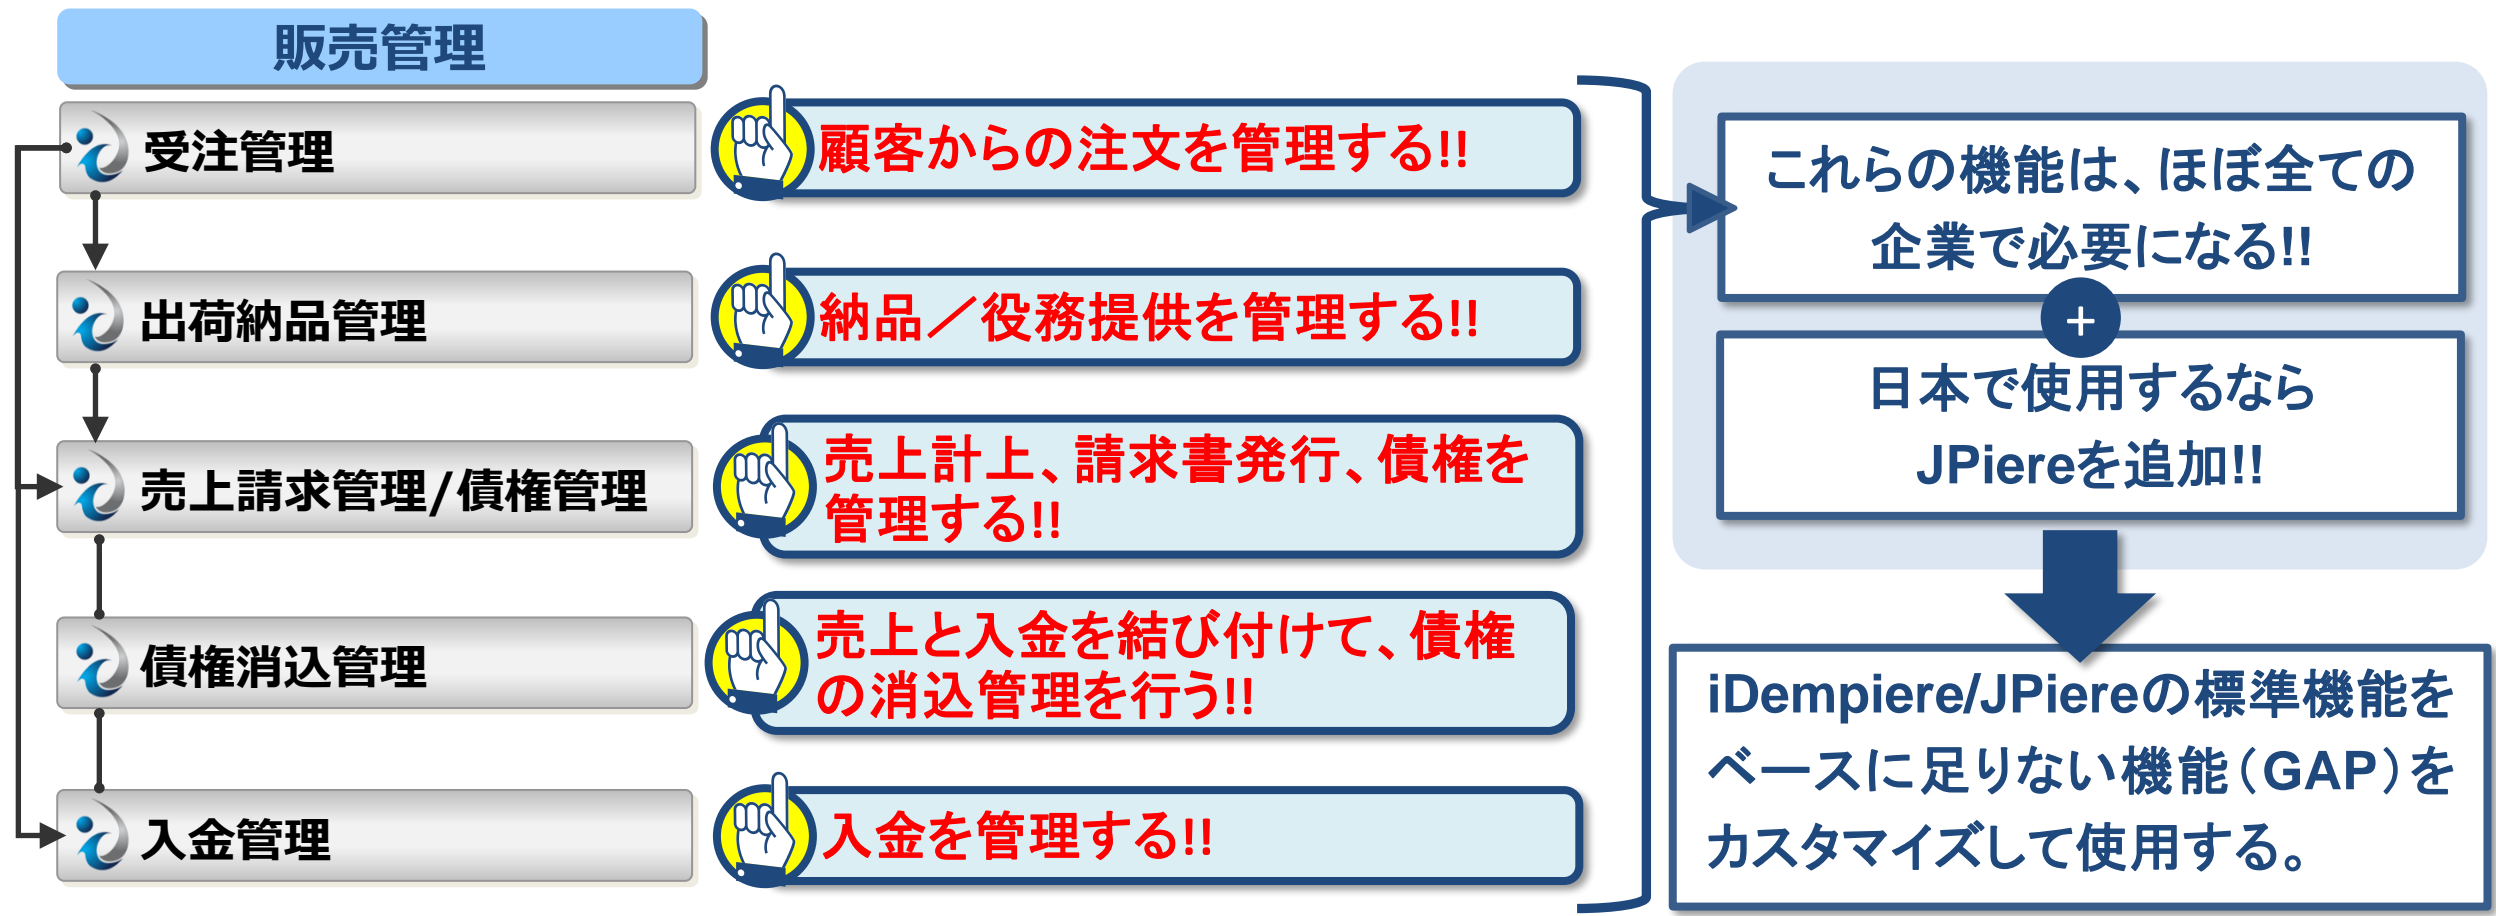 販売管理
受注管理
顧客からの注文を管理する!!
出荷納品管理
納品／役務提供を管理する!!
売上請求管理/債権管理
売上計上、請求書発行、債権を
管理する!!
債権消込管理
売上と入金を結び付けて、債権
の消込管理を行う!!
入金管理
入金を管理する!!
これらの機能は、ほぼ全ての
企業で必要になる!!
+
日本で使用するなら
JPiereを追加!!
iDempiere/JPiereの標準機能を
ベースに足りない機能（GAP）を
カスタマイズして使用する。